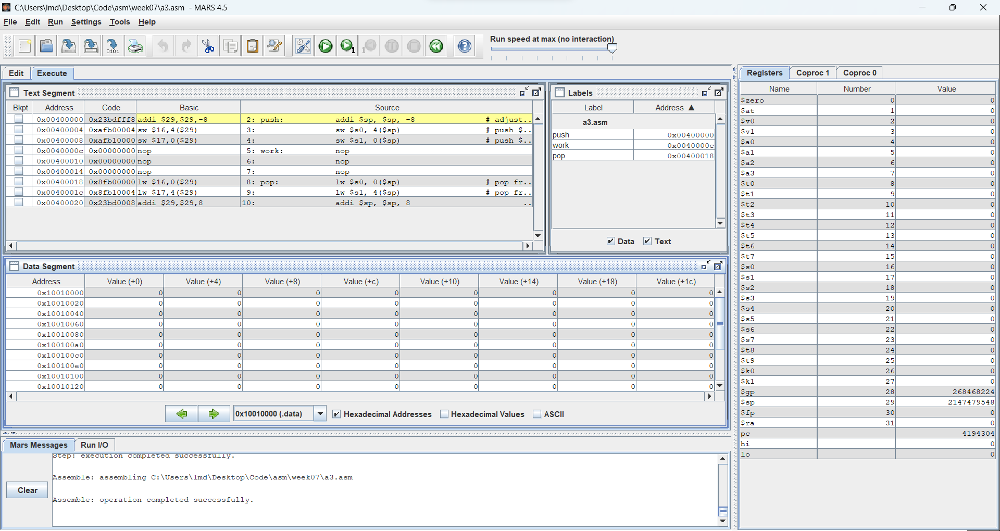 C:\Users\lmd\Desktop\Code\asm\week07\a3.asm - MARS 4.5
File Edit Run Settings Tools Help
Run speed at max (no interaction)
Edit Execute
Text Segment
Bkpt Address Code Basic Source
0x00400000 0x23bdfff8 addi $29,$29,-8 2: push: addi $sp, $sp, -8 # adjust..
0x00400004 0xafb00004 sw $16,4($29) 3: sw $s0, 4($sp) # push $..
0x00400008 0xafb10000 sw $17,0($29) 4: sw $s1, 0($sp) # push $..
0x0040000c 0x00000000 nop 5: work: nop
0x00400010 0x00000000 nop 6: nop
0x00400014 0x00000000 nop 7: nop
0x00400018 0x8fb00000 lw $16,0($29) 8: pop: lw $s0, 0($sp) # pop fr..
0x0040001c 0x8fb10004 lw $17,4($29) 9: lw $s1, 4($sp) # pop fr..
0x00400020 0x23bd0008 addi $29,$29,8 10: addi $sp, $sp, 8 ..
Labels
Label Address ▲
a3.asm
push 0x00400000
work 0x0040000c
pop 0x00400018
Data Text
Data Segment
Address Value (+0) Value (+4) Value (+8) Value (+c) Value (+10) Value (+14) Value (+18) Value (+1c)
0x10010000 0 0 0 0 0 0 0 0
0x10010020 0 0 0 0 0 0 0 0
0x10010040 0 0 0 0 0 0 0 0
0x10010060 0 0 0 0 0 0 0 0
0x10010080 0 0 0 0 0 0 0 0
0x100100a0 0 0 0 0 0 0 0 0
0x100100c0 0 0 0 0 0 0 0 0
0x100100e0 0 0 0 0 0 0 0 0
0x10010100 0 0 0 0 0 0 0 0
0x10010120 0 0 0 0 0 0 0 0
0x10010000 (.data) Hexadecimal Addresses Hexadecimal Values ASCII
Mars Messages Run I/O
Step: execution completed successfully.
Assemble: assembling C:\Users\lmd\Desktop\Code\asm\week07\a3.asm
Clear
Assemble: operation completed successfully.
Registers Coproc 1 Coproc 0
Name Number Value
$zero 0 0
$at 1 0
$v0 2 0
$v1 3 0
$a0 4 0
$a1 5 0
$a2 6 0
$a3 7 0
$t0 8 0
$t1 9 0
$t2 10 0
$t3 11 0
$t4 12 0
$t5 13 0
$t6 14 0
$t7 15 0
$s0 16 0
$s1 17 0
$s2 18 0
$s3 19 0
$s4 20 0
$s5 21 0
$s6 22 0
$s7 23 0
$t8 24 0
$t9 25 0
$k0 26 0
$k1 27 0
$gp 28 268468224
$sp 29 2147479548
$fp 30 0
$ra 31 0
pc 4194304
hi 0
lo 0